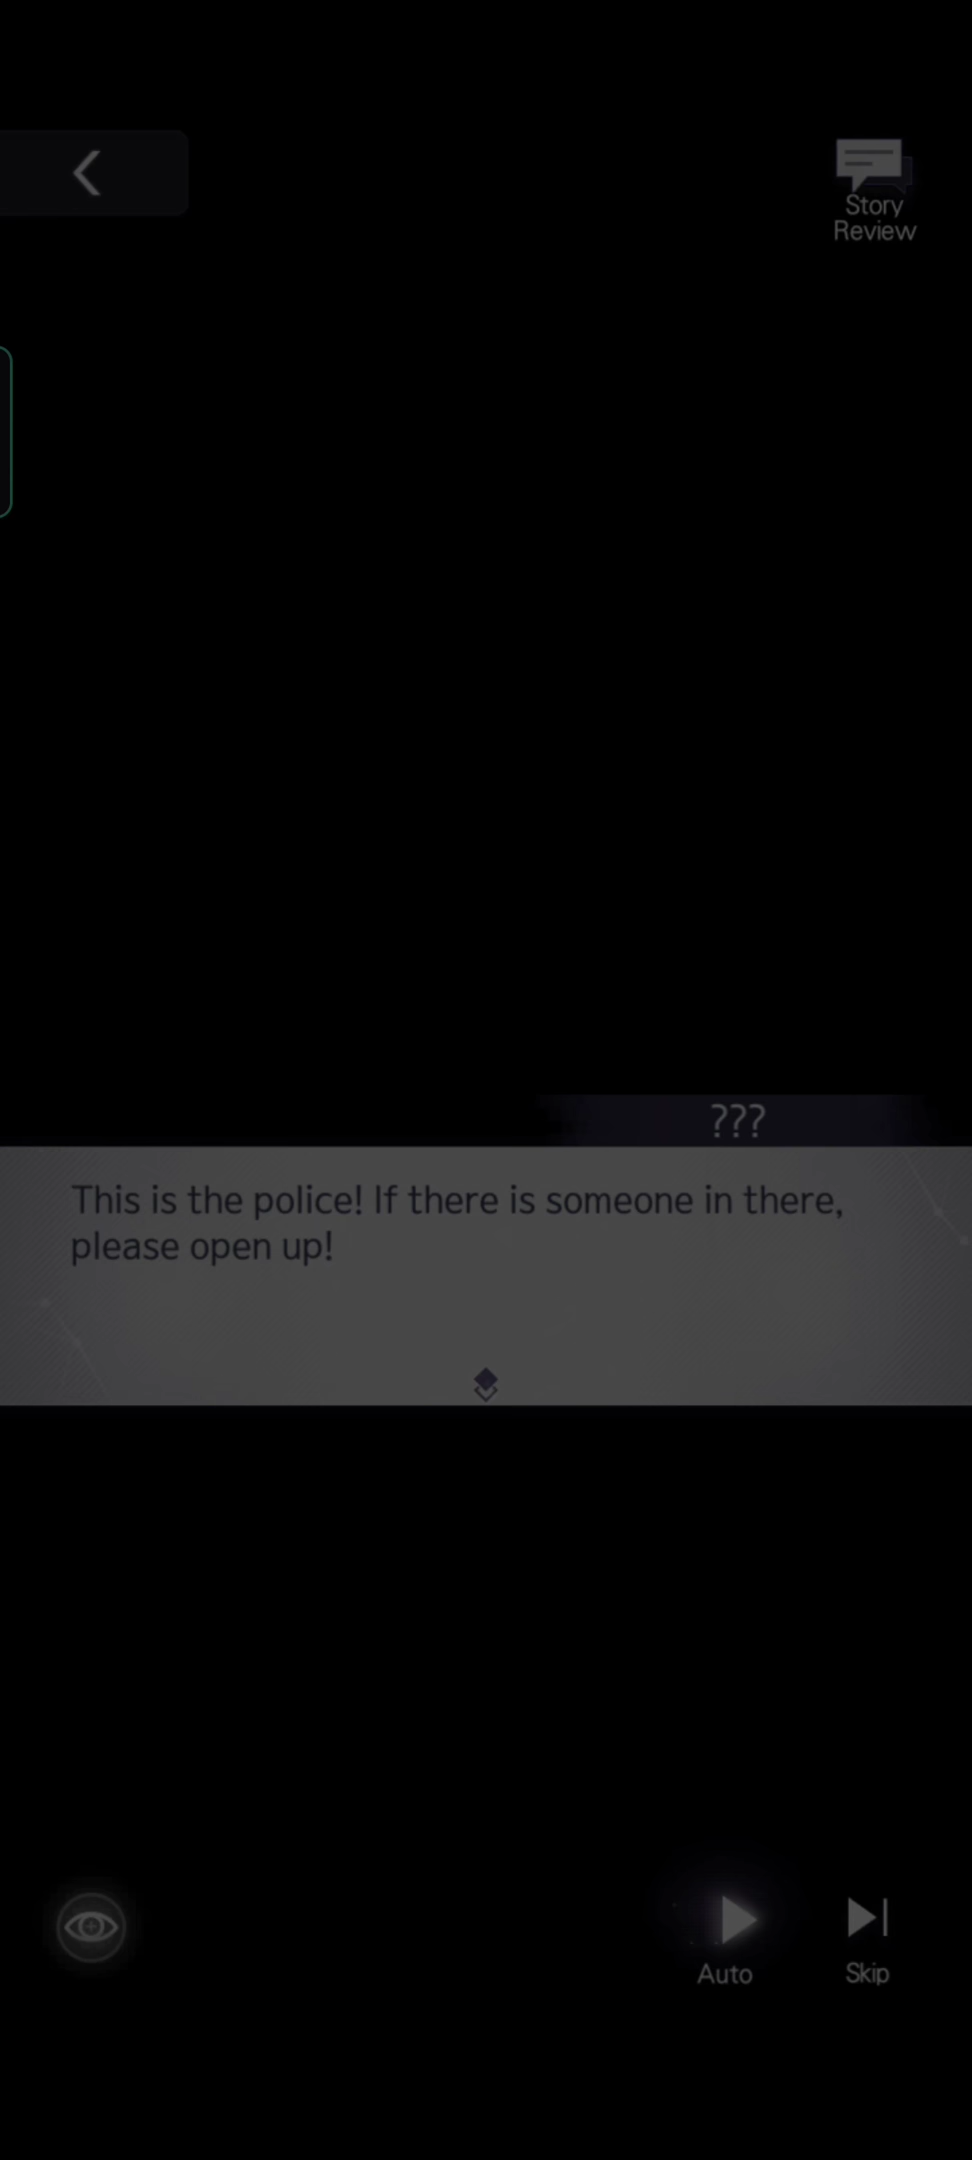 Story
Review
???
This is the police! If there is someone in there,
please open up!
Auto
Skip